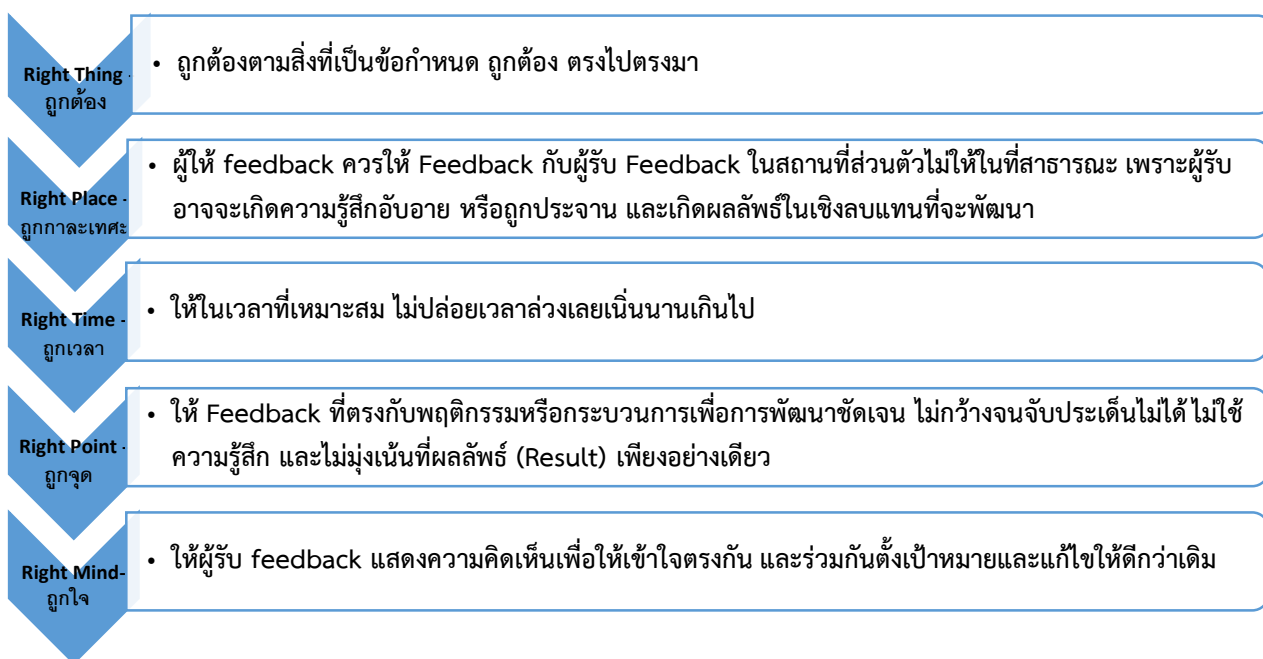 Right Thing -
ถูกต้อง
• ถูกต้องตามสิ่งที่เป็นข้อกำหนด ถูกต้อง ตรงไปตรงมา
Right Place -
ถูกกาละเทศะ
• ผู้ให้ feedback ควรให้ Feedback กับผู้รับ Feedback ในสถานที่ส่วนตัวไม่ให้ในที่สาธารณะ เพราะผู้รับ
อาจจะเกิดความรู้สึกอับอาย หรือถูกประจาน และเกิดผลลัพธ์ในเชิงลบแทนที่จะพัฒนา
Right Time -
ถูกเวลา
• ให้ในเวลาที่เหมาะสม ไม่ปล่อยเวลาล่วงเลยเนิ่นนานเกินไป
Right Point -
ถูกจุด
• ให้ Feedback ที่ตรงกับพฤติกรรมหรือกระบวนการเพื่อการพัฒนาชัดเจน ไม่กว้างจนจับประเด็นไม่ได้ ไม่ใช้
ความรู้สึก และไม่มุ่งเน้นที่ผลลัพธ์ (Result) เพียงอย่างเดียว
Right Mind-
ถูกใจ
• ให้ผู้รับ feedback แสดงความคิดเห็นเพื่อให้เข้าใจตรงกัน และร่วมกันตั้งเป้าหมายและแก้ไขให้ดีกว่าเดิม